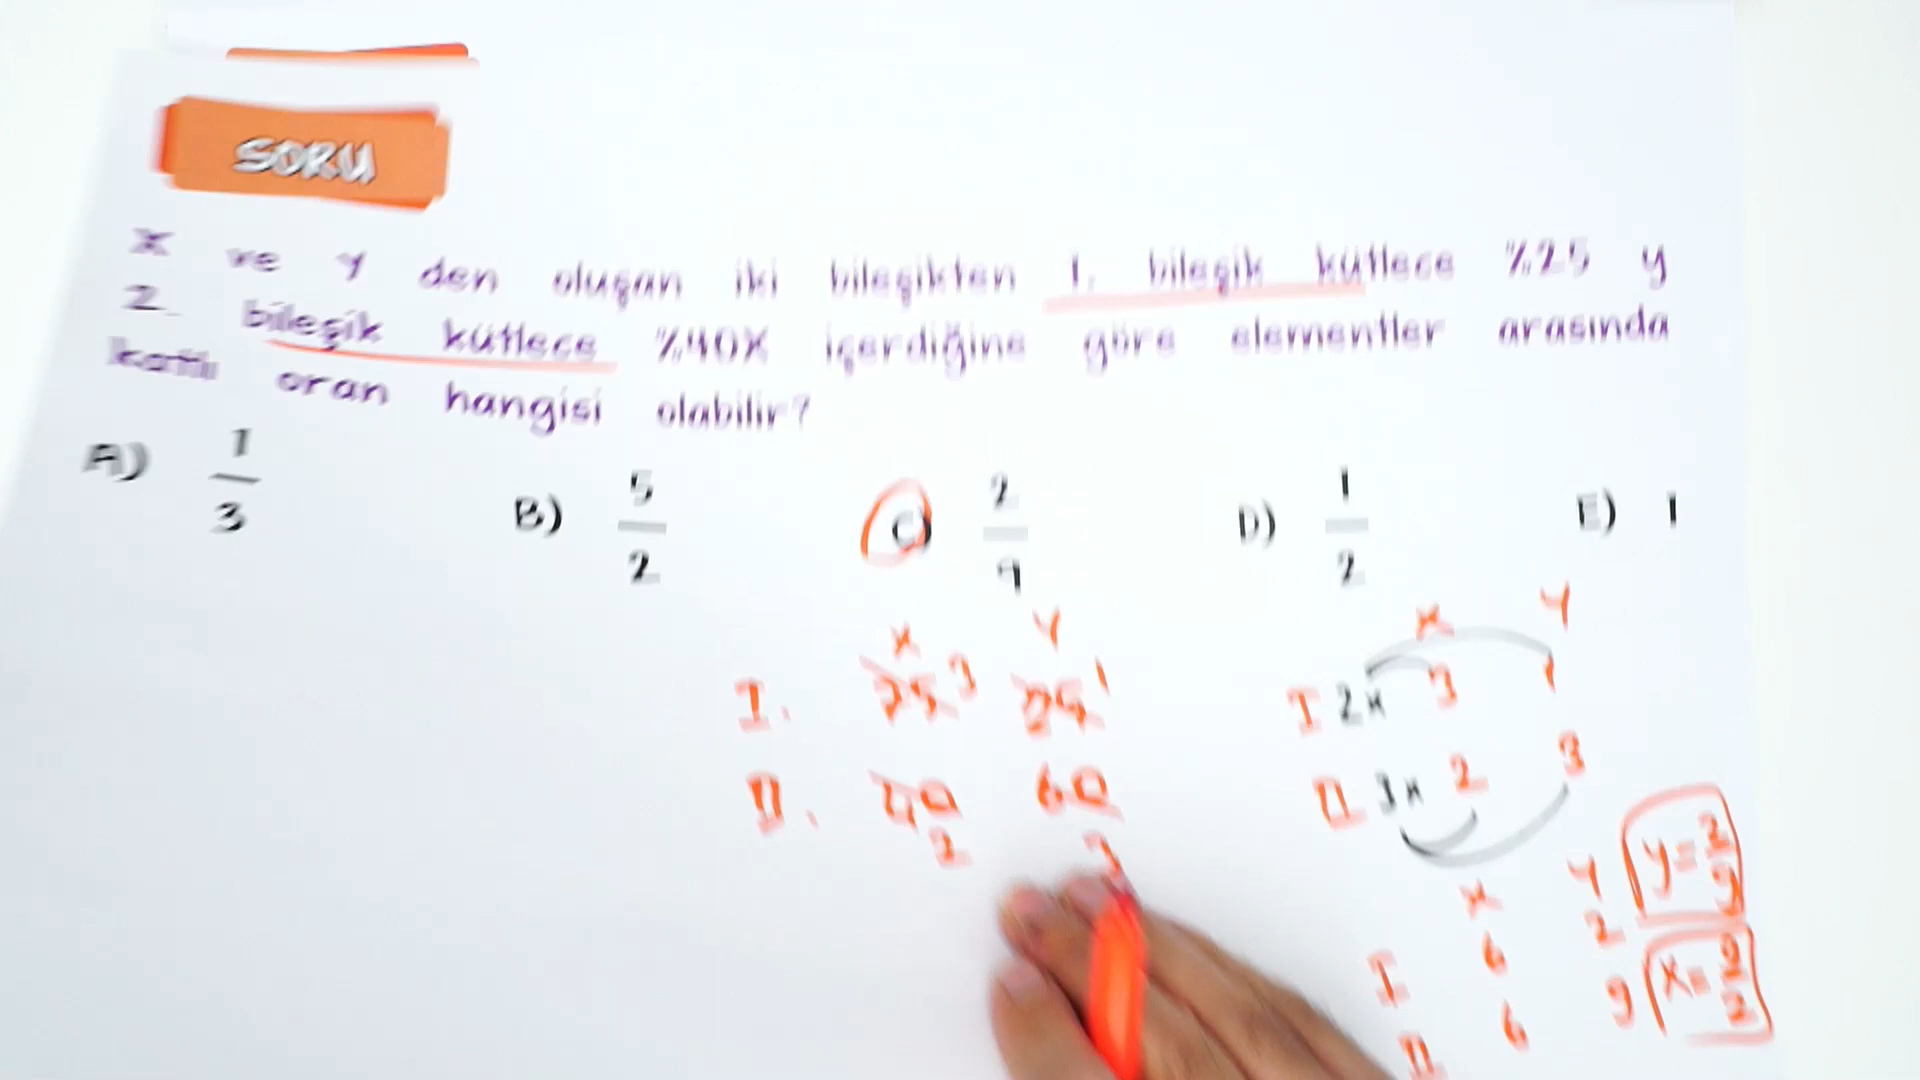 SORU
X ve Y den oluşan iki bileşikten 1. bileşik kütlece %25 y
2. bileşik kütlece %40X içerdiğine göre elementler arasında
katlı oran hangisi olabilir?
A) 1/3 B) 5/2 C) 2/9 D) 1/2 E) 1
X Y
I. 75 3 25 1
II. 40 60
2 3
X Y
I 2x 3 1
II 3x 2 3
X Y
I 6 2
II 6 9
y = 2/9
x = 9/2